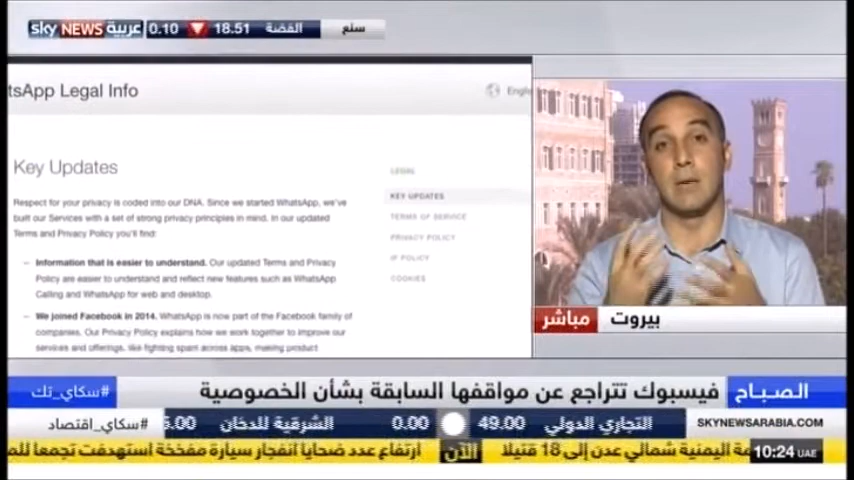 sky NEWS عربية 0.10 ▼ 18.51 الفضة سنع
tsApp Legal Info
Englis
Key Updates
Respect for your privacy is coded into our DNA. Since we started WhatsApp, we've
built our Services with a set of strong privacy principles in mind. In our updated
Terms and Privacy Policy you'll find:
– Information that is easier to understand. Our updated Terms and Privacy
Policy are easier to understand and reflect new features such as WhatsApp
Calling and WhatsApp for web and desktop.
– We joined Facebook in 2014. WhatsApp is now part of the Facebook family of
companies. Our Privacy Policy explains how we work together to improve our
services and offerings, like fighting spam across apps, making product
LEGAL
KEY UPDATES
TERMS OF SERVICE
PRIVACY POLICY
IP POLICY
COOKIES
مباشر بيروت
الصباح فيسبوك تتراجع عن مواقفها السابقة بشأن الخصوصية #سكاي_تك
SKYNEWSARABIA.COM التجاري الدولي 49.00 0.00 الشرقية للدخان 5.00 #سكاي_اقتصاد
10:24 UAE مة اليمنية شمالي عدن إلى 18 قتيلا الآن ارتفاع عدد ضحايا انفجار سيارة مفخخة استهدفت تجمعا للم